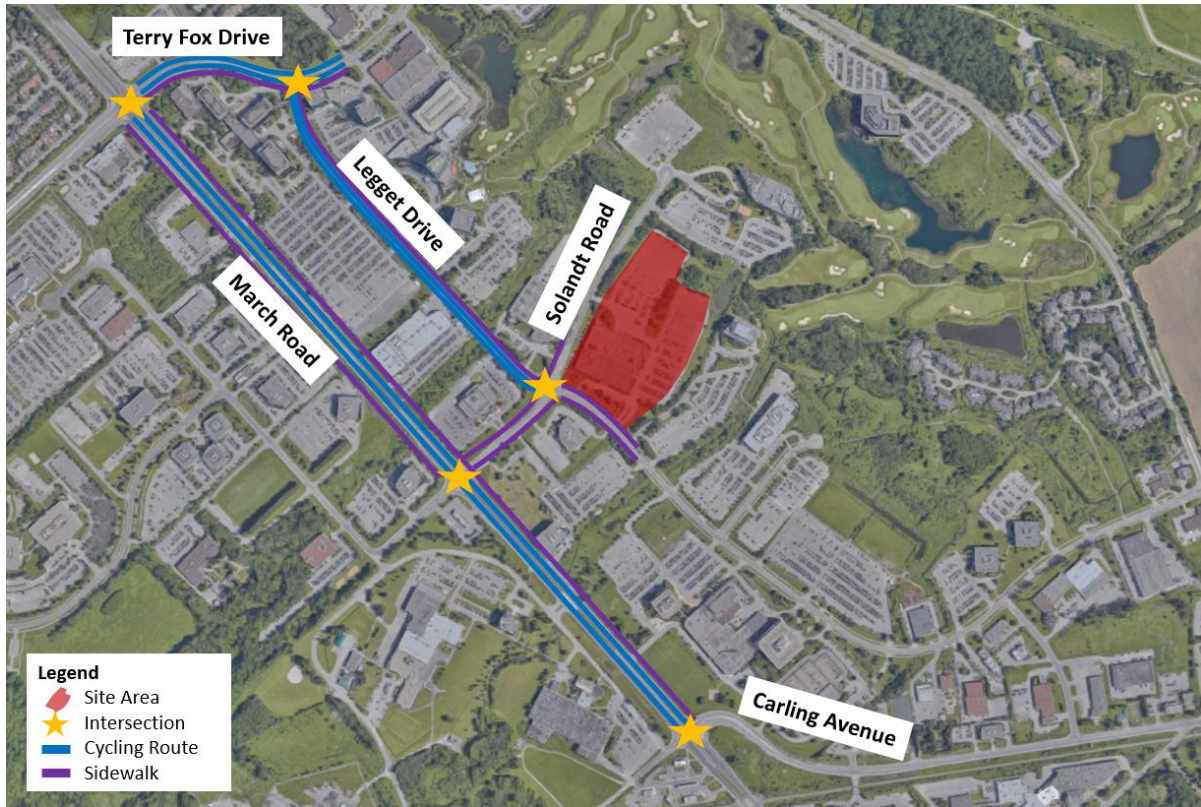 Terry Fox Drive
Legget Drive
Solandt Road
March Road
Carling Avenue
Legend
Site Area
Intersection
Cycling Route
Sidewalk